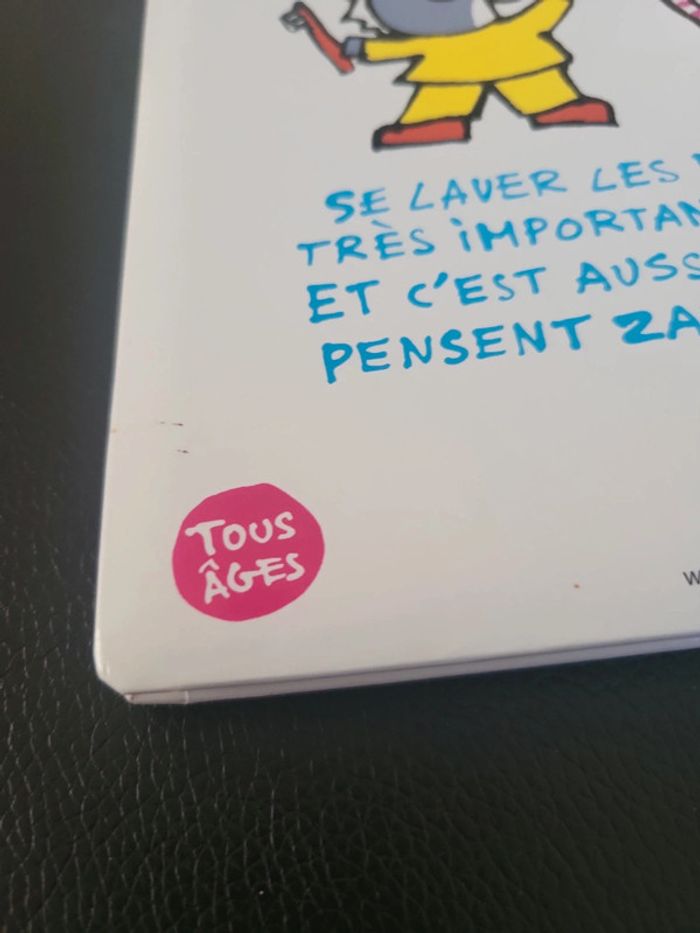 SE LAVER LES
TRÈS IMPORTAN
ET C'EST AUSS
PENSENT ZA
TOUS
ÂGES
w